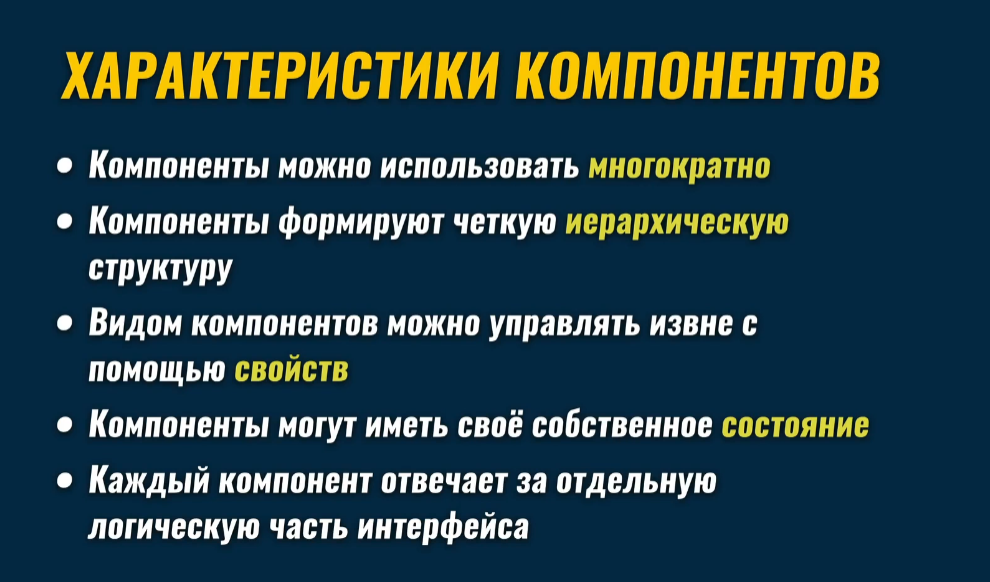 ХАРАКТЕРИСТИКИ КОМПОНЕНТОВ
• Компоненты можно использовать многократно
• Компоненты формируют четкую иерархическую
структуру
• Видом компонентов можно управлять извне с
помощью свойств
• Компоненты могут иметь своё собственное состояние
• Каждый компонент отвечает за отдельную
логическую часть интерфейса